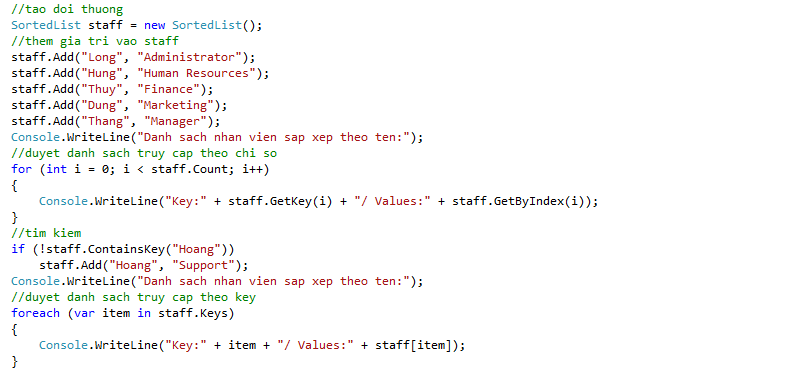 //tao doi thuong
SortedList staff = new SortedList();
//them gia tri vao staff
staff.Add("Long", "Administrator");
staff.Add("Hung", "Human Resources");
staff.Add("Thuy", "Finance");
staff.Add("Dung", "Marketing");
staff.Add("Thang", "Manager");
Console.WriteLine("Danh sach nhan vien sap xep theo ten:");
//duyet danh sach truy cap theo chi so
for (int i = 0; i < staff.Count; i++)
{
    Console.WriteLine("Key:" + staff.GetKey(i) + "/ Values:" + staff.GetByIndex(i));
}
//tim kiem
if (!staff.ContainsKey("Hoang"))
    staff.Add("Hoang", "Support");
Console.WriteLine("Danh sach nhan vien sap xep theo ten:");
//duyet danh sach truy cap theo key
foreach (var item in staff.Keys)
{
    Console.WriteLine("Key:" + item + "/ Values:" + staff[item]);
}